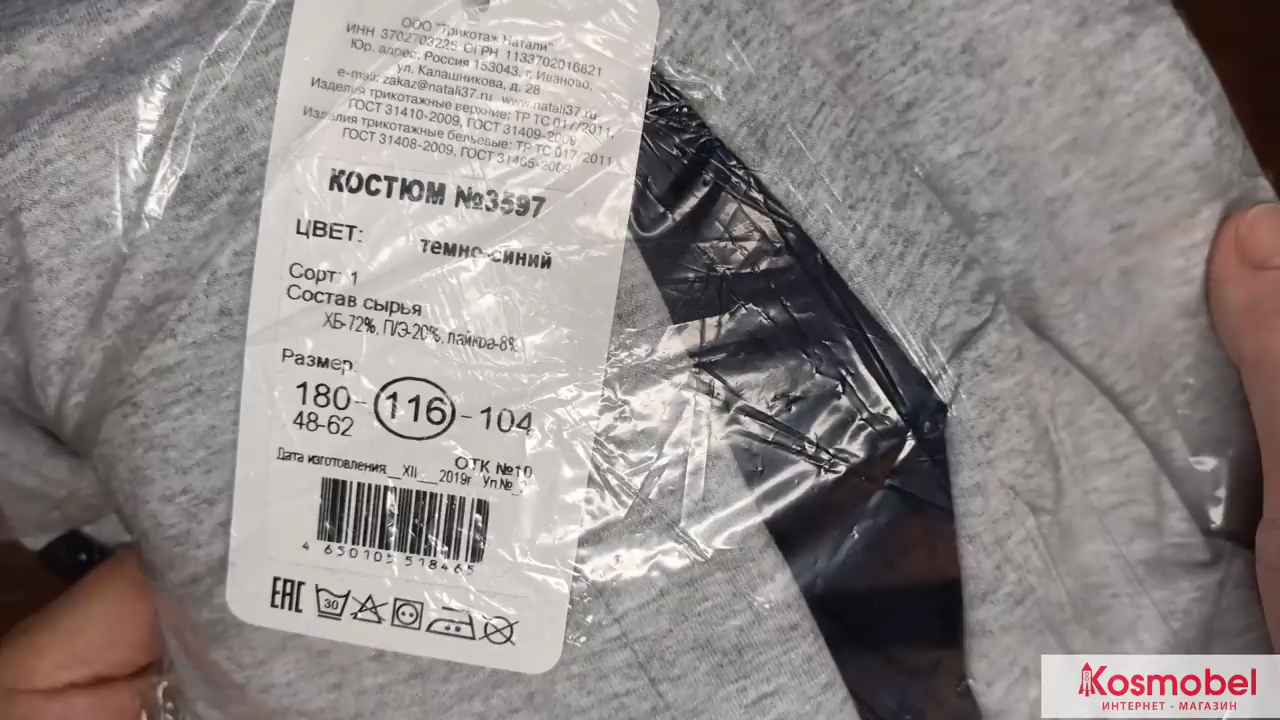 ООО "Трикотаж Натали"
ИНН 3702703225 ОГРН 1133702016821
Юр. адрес: Россия 153043, г. Иваново,
ул. Калашникова, д. 28
e-mail: zakaz@natali37.ru www.natali37.ru
Изделия трикотажные верхние: ТР ТС 017/2011,
ГОСТ 31410-2009, ГОСТ 31409-2009
Изделия трикотажные бельевые: ТР ТС 017/2011
ГОСТ 31408-2009, ГОСТ 31405-2009
КОСТЮМ №3597
ЦВЕТ: темно-синий
Сорт: 1
Состав сырья
ХБ-72%, П/Э-20%, лайкра-8%
Размер:
180-116-104
48-62
ОТК №10
Дата изготовления__XII___2019г Уп№_
4 650105 518465
EAC 30
Kosmobel
ИНТЕРНЕТ - МАГАЗИН